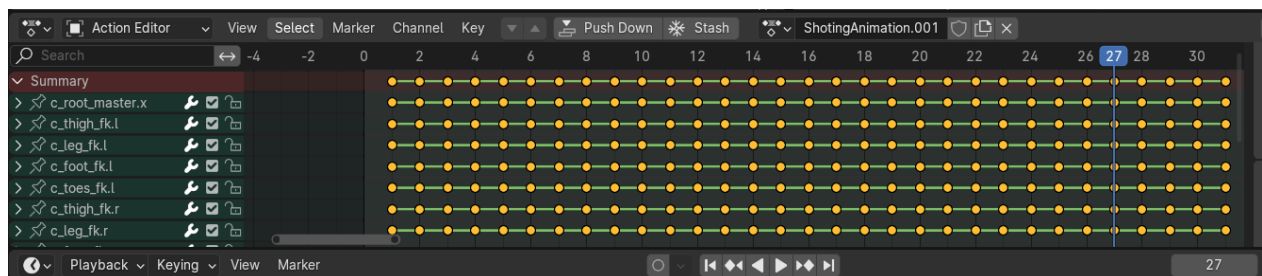 Action Editor View Select Marker Channel Key Push Down Stash ShotingAnimation.001
Search -4 -2 0 2 4 6 8 10 12 14 16 18 20 22 24 26 27 28 30
Summary
c_root_master.x
c_thigh_fk.l
c_leg_fk.l
c_foot_fk.l
c_toes_fk.l
c_thigh_fk.r
c_leg_fk.r
Playback Keying View Marker 27